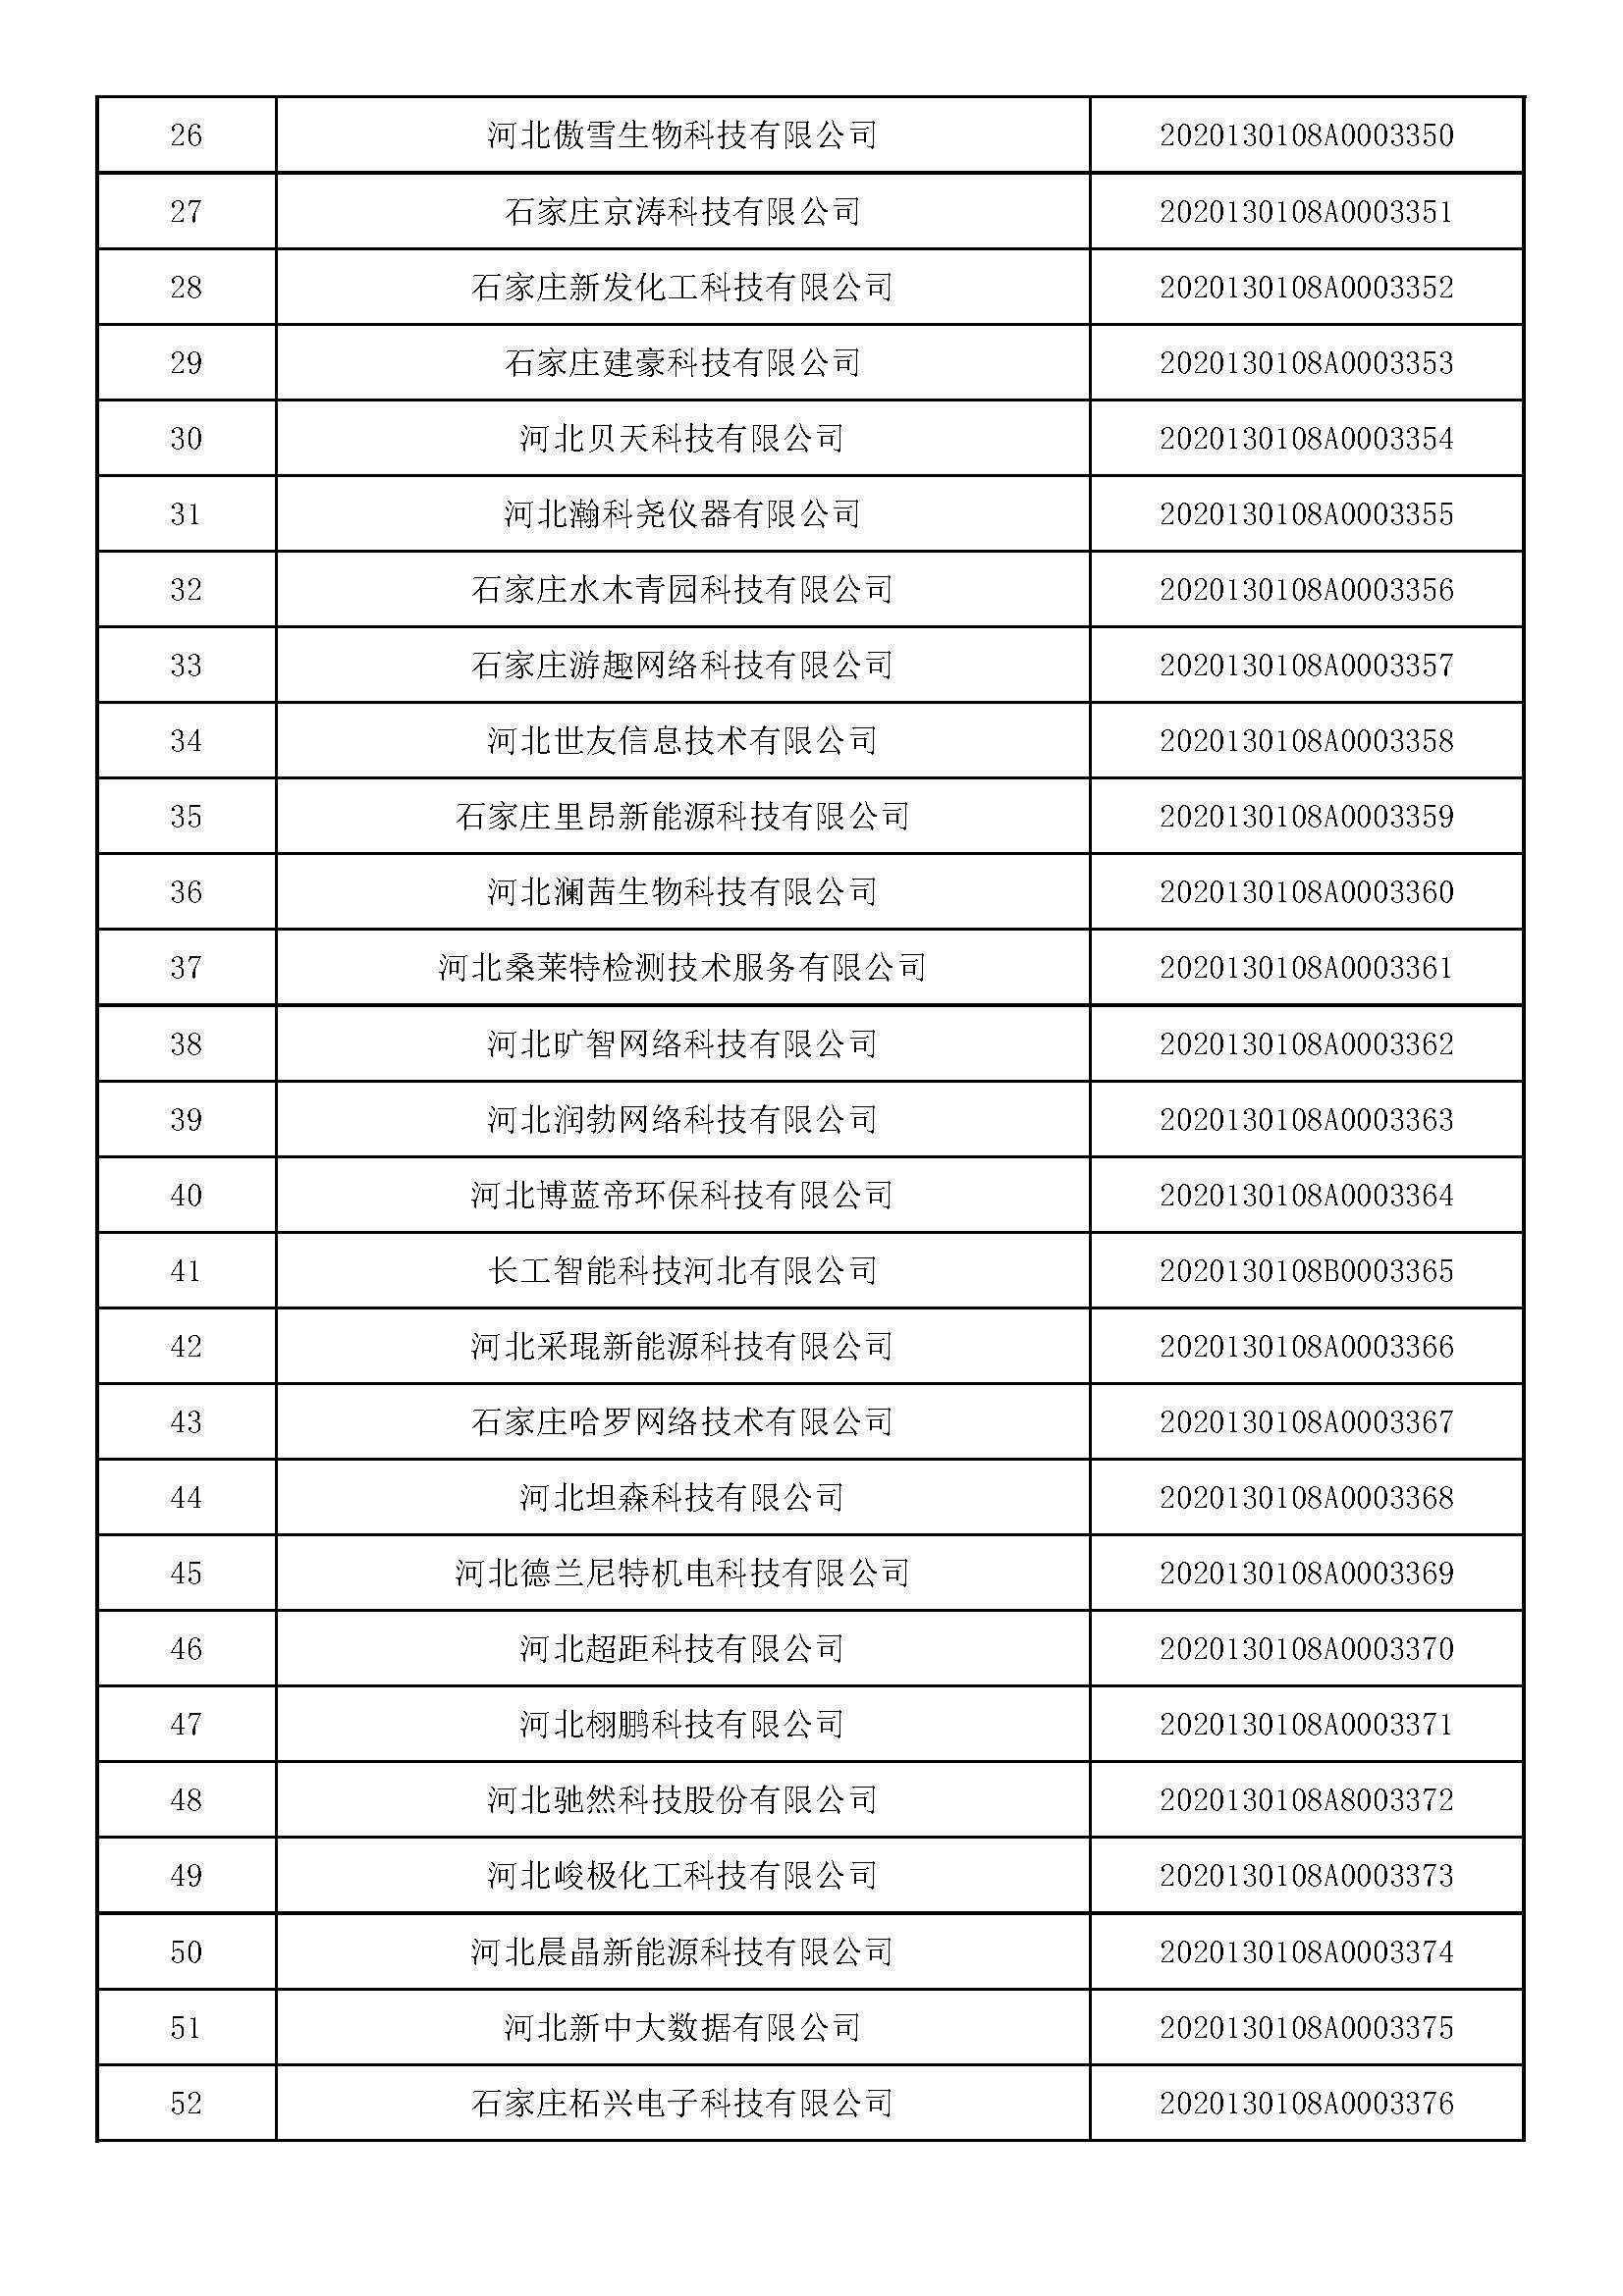 26 河北傲雪生物科技有限公司 2020130108A0003350
27 石家庄京涛科技有限公司 2020130108A0003351
28 石家庄新发化工科技有限公司 2020130108A0003352
29 石家庄建豪科技有限公司 2020130108A0003353
30 河北贝天科技有限公司 2020130108A0003354
31 河北瀚科尧仪器有限公司 2020130108A0003355
32 石家庄水木青园科技有限公司 2020130108A0003356
33 石家庄游趣网络科技有限公司 2020130108A0003357
34 河北世友信息技术有限公司 2020130108A0003358
35 石家庄里昂新能源科技有限公司 2020130108A0003359
36 河北澜茜生物科技有限公司 2020130108A0003360
37 河北桑莱特检测技术服务有限公司 2020130108A0003361
38 河北旷智网络科技有限公司 2020130108A0003362
39 河北润勃网络科技有限公司 2020130108A0003363
40 河北博蓝帝环保科技有限公司 2020130108A0003364
41 长工智能科技河北有限公司 2020130108B0003365
42 河北采琨新能源科技有限公司 2020130108A0003366
43 石家庄哈罗网络技术有限公司 2020130108A0003367
44 河北坦森科技有限公司 2020130108A0003368
45 河北德兰尼特机电科技有限公司 2020130108A0003369
46 河北超距科技有限公司 2020130108A0003370
47 河北栩鹏科技有限公司 2020130108A0003371
48 河北驰然科技股份有限公司 2020130108A8003372
49 河北峻极化工科技有限公司 2020130108A0003373
50 河北晨晶新能源科技有限公司 2020130108A0003374
51 河北新中大数据有限公司 2020130108A0003375
52 石家庄柘兴电子科技有限公司 2020130108A0003376